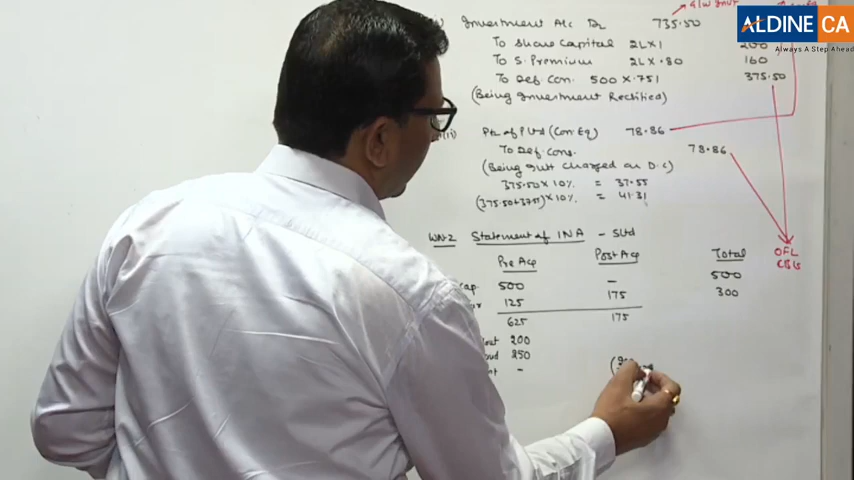 ALDINE CA
Always A Step Ahead
Investment A/c Dr 735.50
To Share Capital 2L×1 200
To S. Premium 2L×.80 160
To Def. Con. 500×.751 375.50
(Being Investment Rectified)
P&L of P Ltd (Con Eq) 78.86
To Def. Cons. 78.86
(Being Intt charged on D.C)
375.50×10% = 37.55
(375.50+37.55)×10% = 41.31
OFL
CBS
WN-2 Statement of INA - S Ltd
Pre Acq Post Acq Total
cap. 500 - 500
125 175 300
625 175
200
250
-